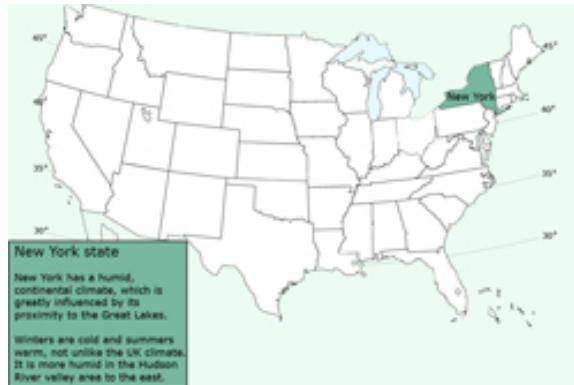 45°
45°
New York
40°
40°
35°
35°
30°
30°
New York state
New York has a humid,
continental climate, which is
greatly influenced by its
proximity to the Great Lakes.
Winters are cold and summers
warm, not unlike the UK climate.
It is more humid in the Hudson
River valley area to the east.